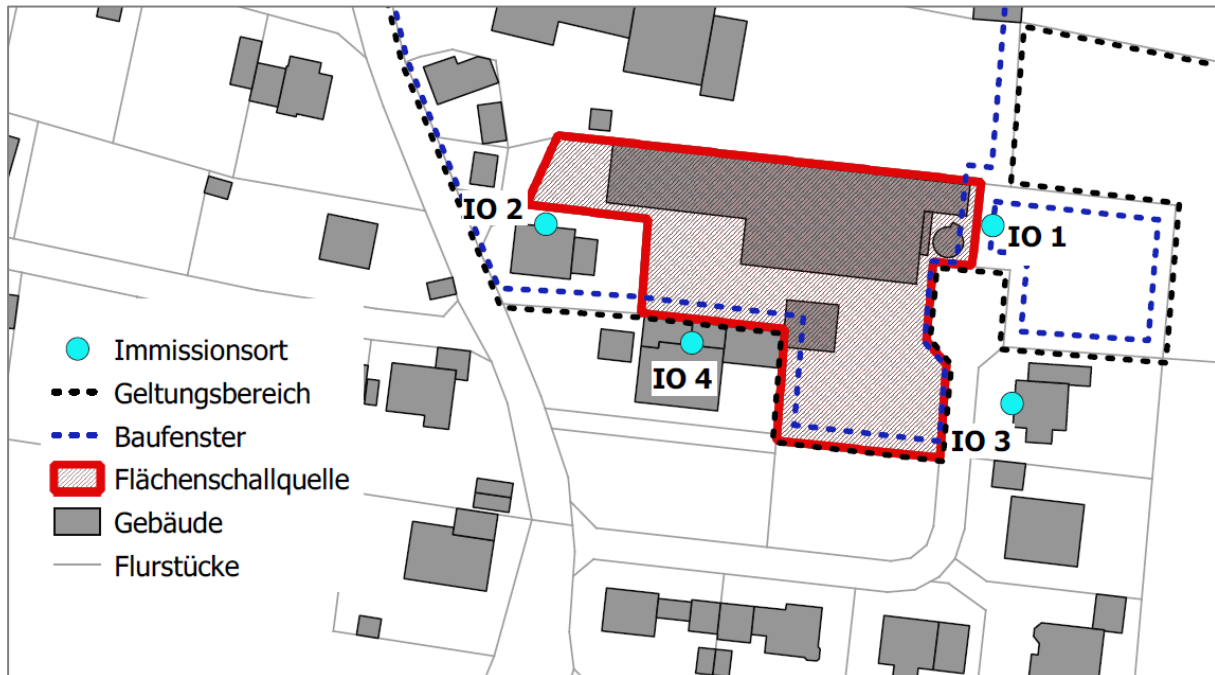 IO 2
IO 1
IO 4
IO 3
Immissionsort
Geltungsbereich
Baufenster
Flächenschallquelle
Gebäude
Flurstücke